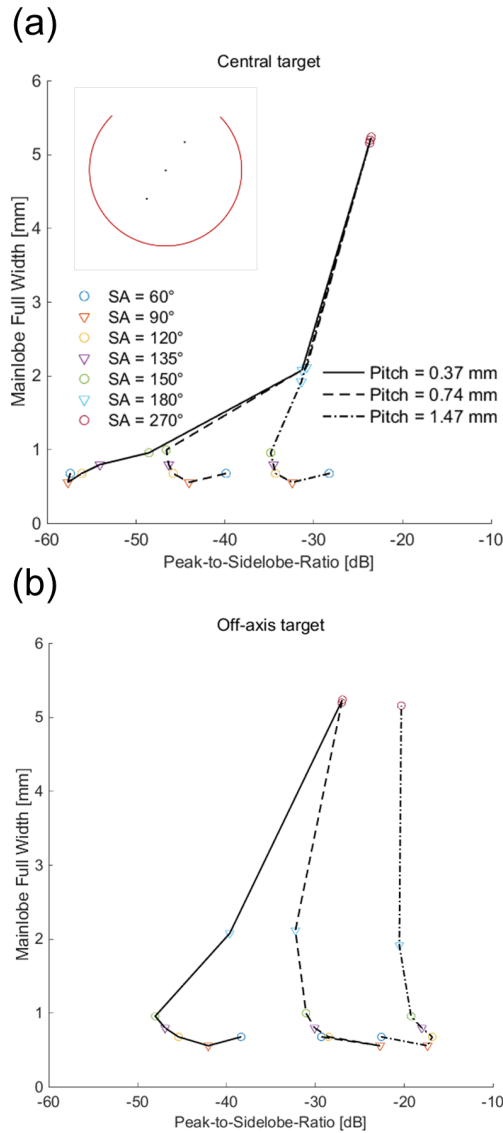 (a)
Central target
6
5
4
3
2
1
0
Mainlobe Full Width [mm]
SA = 60°
SA = 90°
SA = 120°
SA = 135°
SA = 150°
SA = 180°
SA = 270°
Pitch = 0.37 mm
Pitch = 0.74 mm
Pitch = 1.47 mm
-60 -50 -40 -30 -20 -10
Peak-to-Sidelobe-Ratio [dB]
(b)
Off-axis target
6
5
4
3
2
1
0
Mainlobe Full Width [mm]
-60 -50 -40 -30 -20 -10
Peak-to-Sidelobe-Ratio [dB]